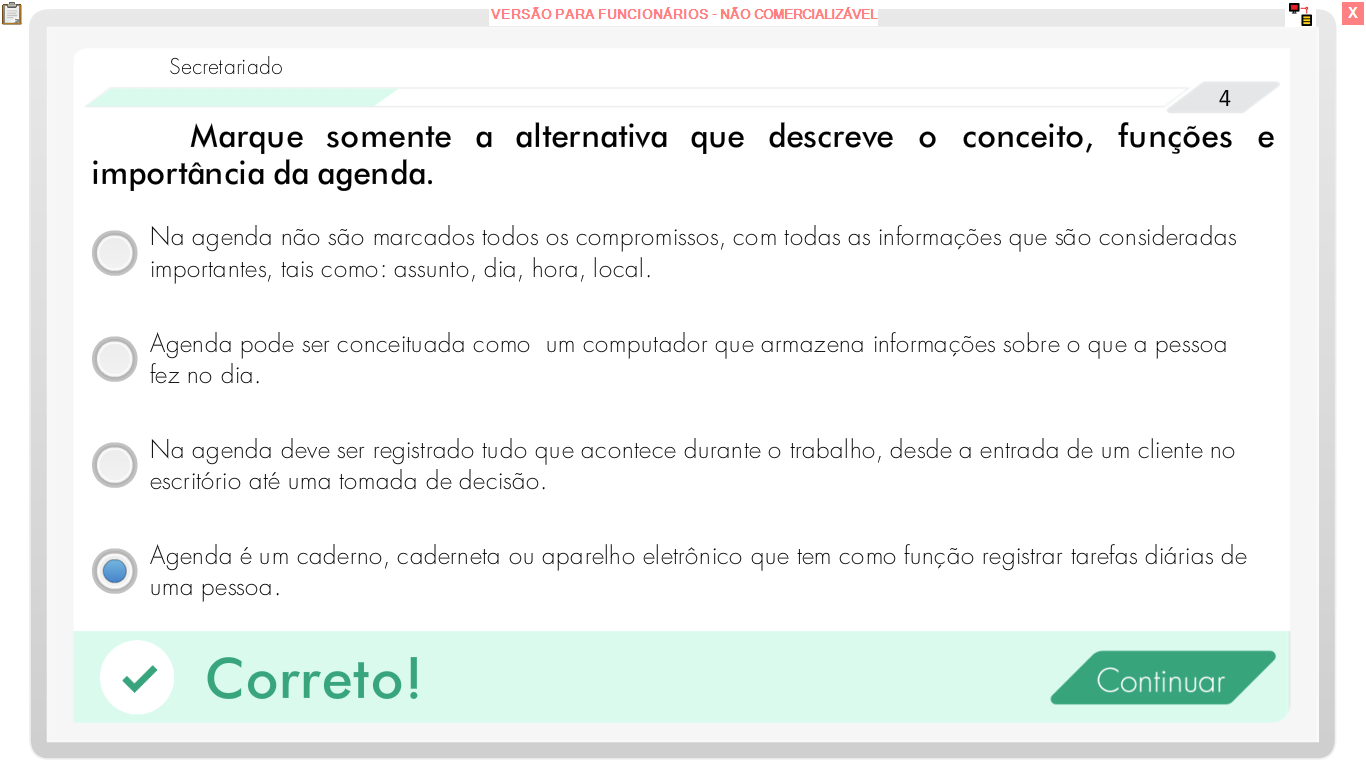 VERSÃO PARA FUNCIONÁRIOS - NÃO COMERCIALIZÁVEL
X
Secretariado
4
Marque somente a alternativa que descreve o conceito, funções e
importância da agenda.
Na agenda não são marcados todos os compromissos, com todas as informações que são consideradas
importantes, tais como: assunto, dia, hora, local.
Agenda pode ser conceituada como  um computador que armazena informações sobre o que a pessoa
fez no dia.
Na agenda deve ser registrado tudo que acontece durante o trabalho, desde a entrada de um cliente no
escritório até uma tomada de decisão.
Agenda é um caderno, caderneta ou aparelho eletrônico que tem como função registrar tarefas diárias de
uma pessoa.
Correto!
Continuar